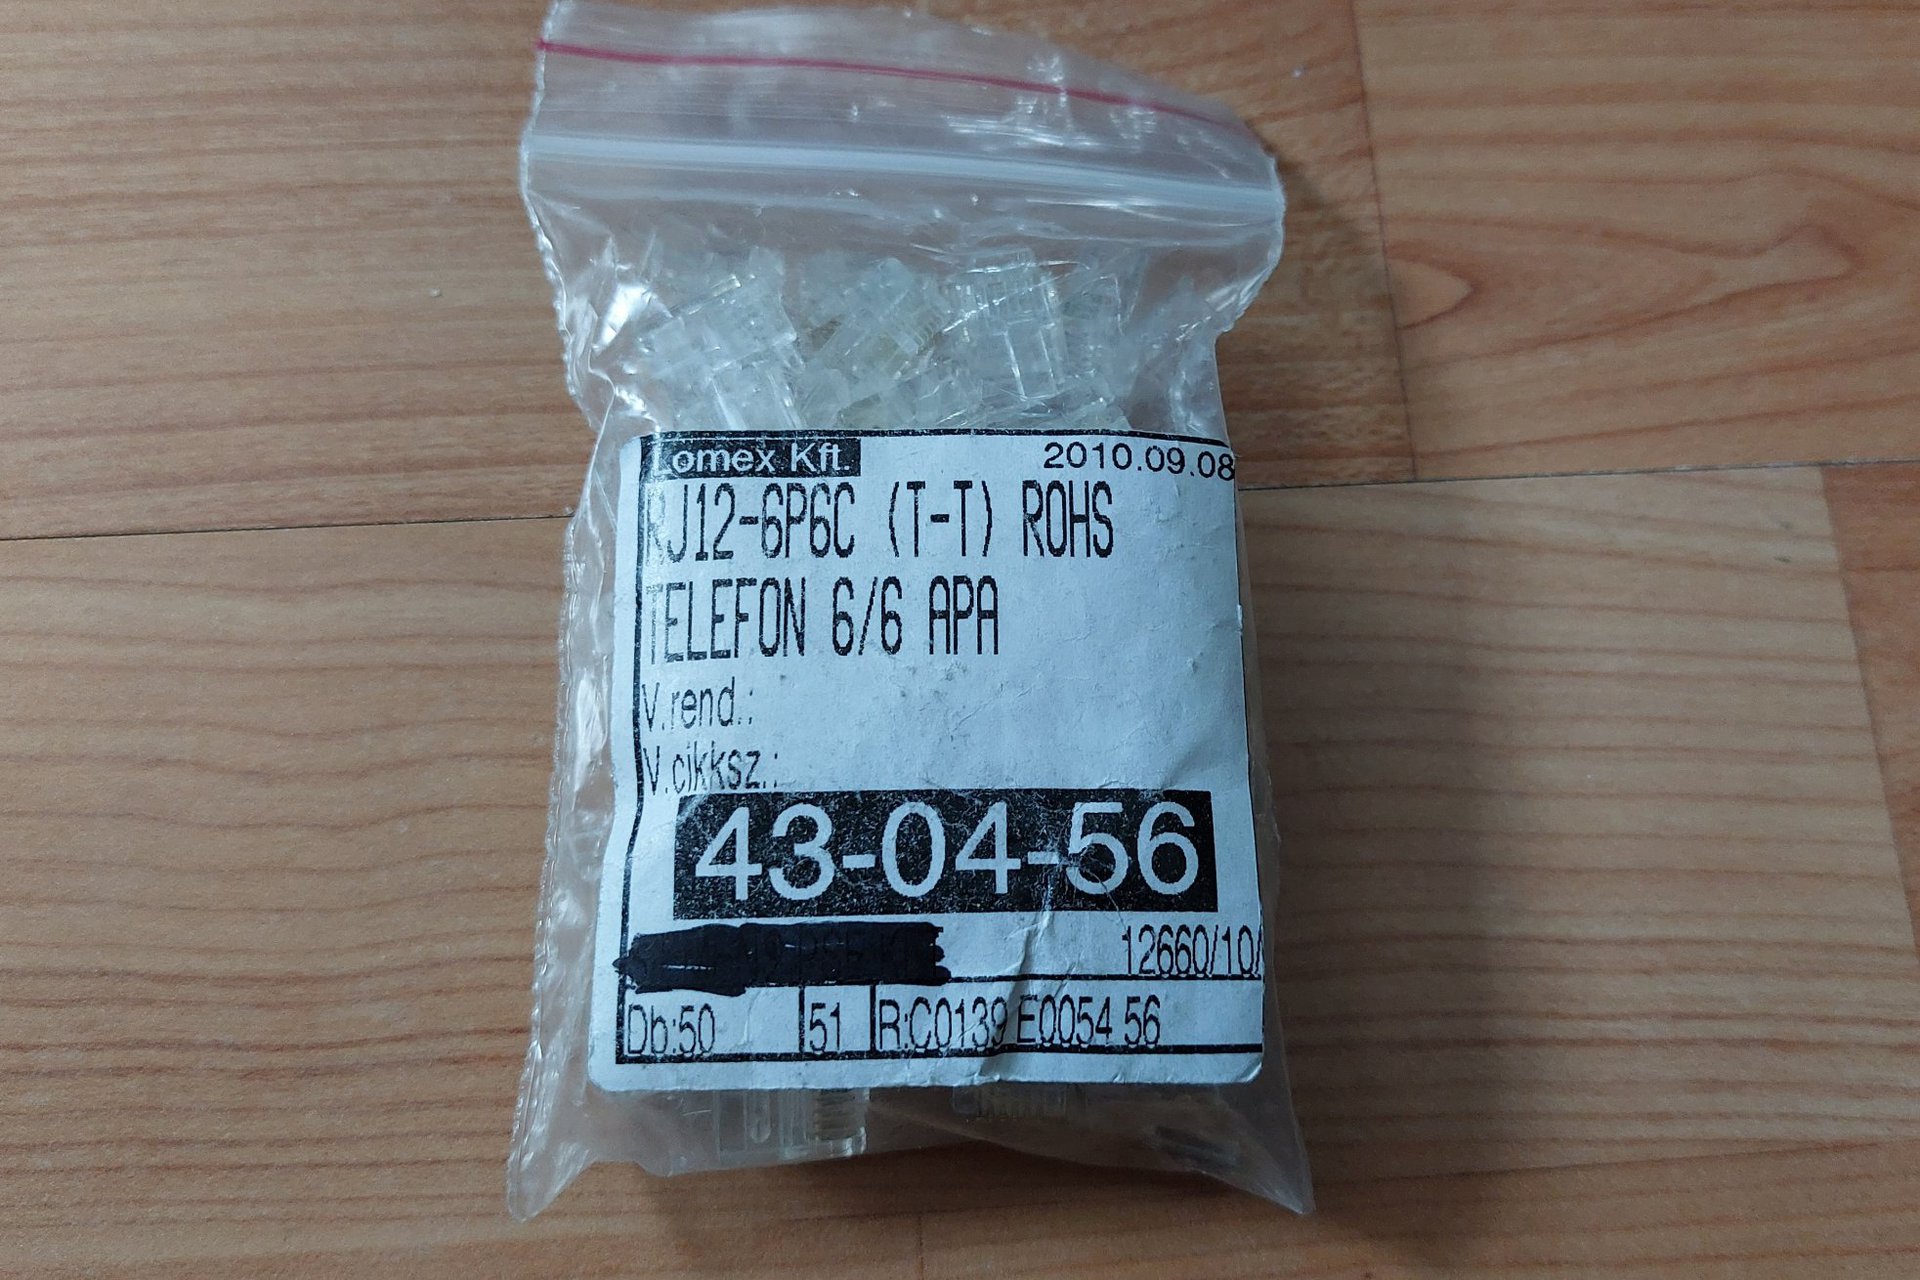 Lomex Kft. 2010.09.08
RJ12-6P6C (T-T) ROHS
TELEFON 6/6 APA
V.rend.:
V.cikksz.:
43-04-56
12660/10/
Db:50 51 R:C0139 E0054 56